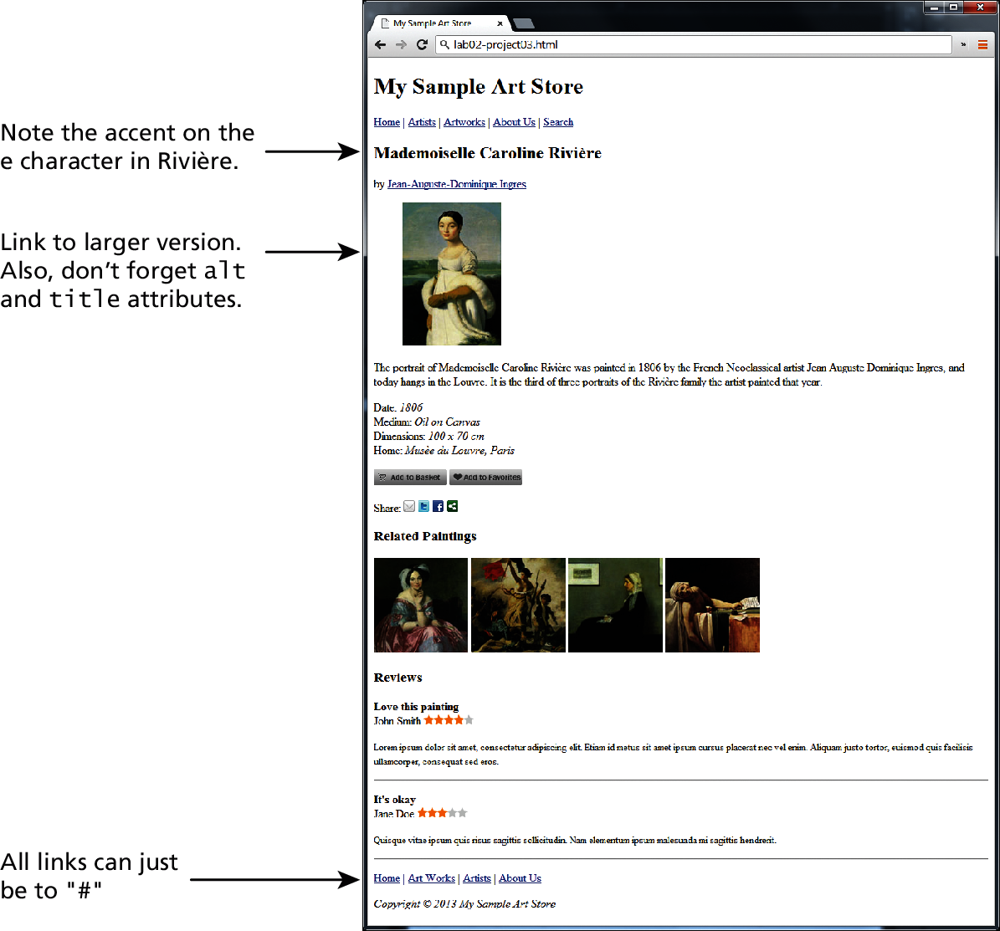 My Sample Art Store
lab02-project03.html
My Sample Art Store
Home | Artists | Artworks | About Us | Search
Note the accent on the
e character in Rivière.
Mademoiselle Caroline Rivière
by Jean-Auguste-Dominique Ingres
Link to larger version.
Also, don’t forget alt
and title attributes.
The portrait of Mademoiselle Caroline Rivière was painted in 1806 by the French Neoclassical artist Jean Auguste Dominique Ingres, and
today hangs in the Louvre. It is the third of three portraits of the Rivière family the artist painted that year.
Date: 1806
Medium: Oil on Canvas
Dimensions: 100 x 70 cm
Home: Musèe du Louvre, Paris
Add to Basket Add to Favorites
Share:
Related Paintings
Reviews
Love this painting
John Smith
Lorem ipsum dolor sit amet, consectetur adipiscing elit. Etiam id metus sit amet ipsum cursus placerat nec vel enim. Aliquam justo tortor, euismod quis facilisis
ullamcorper, consequat sed eros.
It's okay
Jane Doe
Quisque vitae ipsum quis risus sagittis sollicitudin. Nam elementum ipsum malesuada mi sagittis hendrerit.
All links can just
be to "#"
Home | Art Works | Artists | About Us
Copyright © 2013 My Sample Art Store